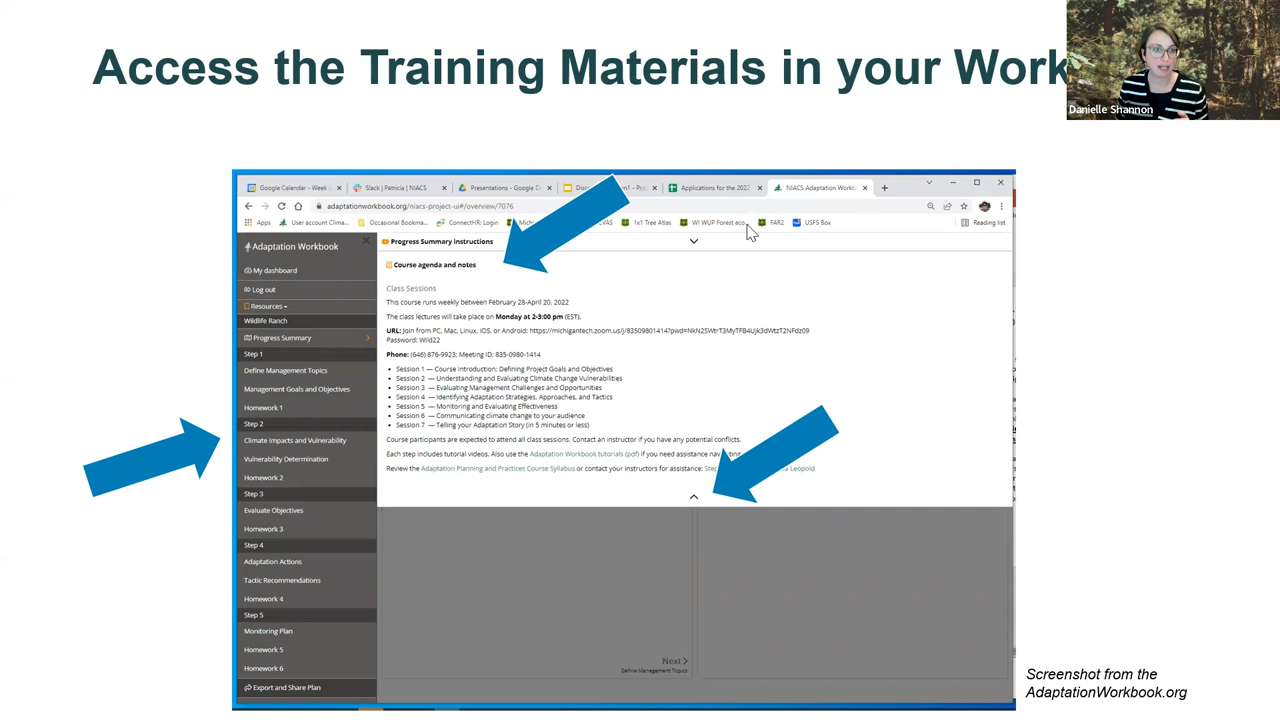 Access the Training Materials in your Work
Danielle Shannon
Google Calendar - Week
Slack | Patricia | NIACS
Presentations - Google D
Applications for the 2022
NIACS Adaptation Workb
adaptationworkbook.org/niacs-project-ui#/overview/7076
Apps
User account Clima...
Occasional Bookma...
ConnectHR: Login
1x1 Tree Atlas
WI WUP Forest eco...
FAR2
USFS Box
Reading list
Adaptation Workbook
My dashboard
Log out
Resources
Wildlife Ranch
Progress Summary
Step 1
Define Management Topics
Management Goals and Objectives
Homework 1
Step 2
Climate Impacts and Vulnerability
Vulnerability Determination
Homework 2
Step 3
Evaluate Objectives
Homework 3
Step 4
Adaptation Actions
Tactic Recommendations
Homework 4
Step 5
Monitoring Plan
Homework 5
Homework 6
Export and Share Plan
Progress Summary instructions
Course agenda and notes
Class Sessions
This course runs weekly between February 28-April 20, 2022
The class lectures will take place on Monday at 2-3:00 pm (EST).
URL: Join from PC, Mac, Linux, iOS, or Android: https://michigantech.zoom.us/j/83509801414?pwd=NkN2SWtrT3MyTFB4Ujk3dWtzT2NFdz09
Password: Wild22
Phone: (646) 876-9923; Meeting ID: 835-0980-1414
Session 1 — Course Introduction; Defining Project Goals and Objectives
Session 2 — Understanding and Evaluating Climate Change Vulnerabilities
Session 3 — Evaluating Management Challenges and Opportunities
Session 4 — Identifying Adaptation Strategies, Approaches, and Tactics
Session 5 — Monitoring and Evaluating Effectiveness
Session 6 — Communicating climate change to your audience
Session 7 — Telling your Adaptation Story (in 5 minutes or less)
Course participants are expected to attend all class sessions. Contact an instructor if you have any potential conflicts.
Each step includes tutorial videos. Also use the Adaptation Workbook tutorials (pdf) if you need assistance
Review the Adaptation Planning and Practices Course Syllabus or contact your instructors for assistance: Leopold
Next
Define Management Topics
Screenshot from the
AdaptationWorkbook.org